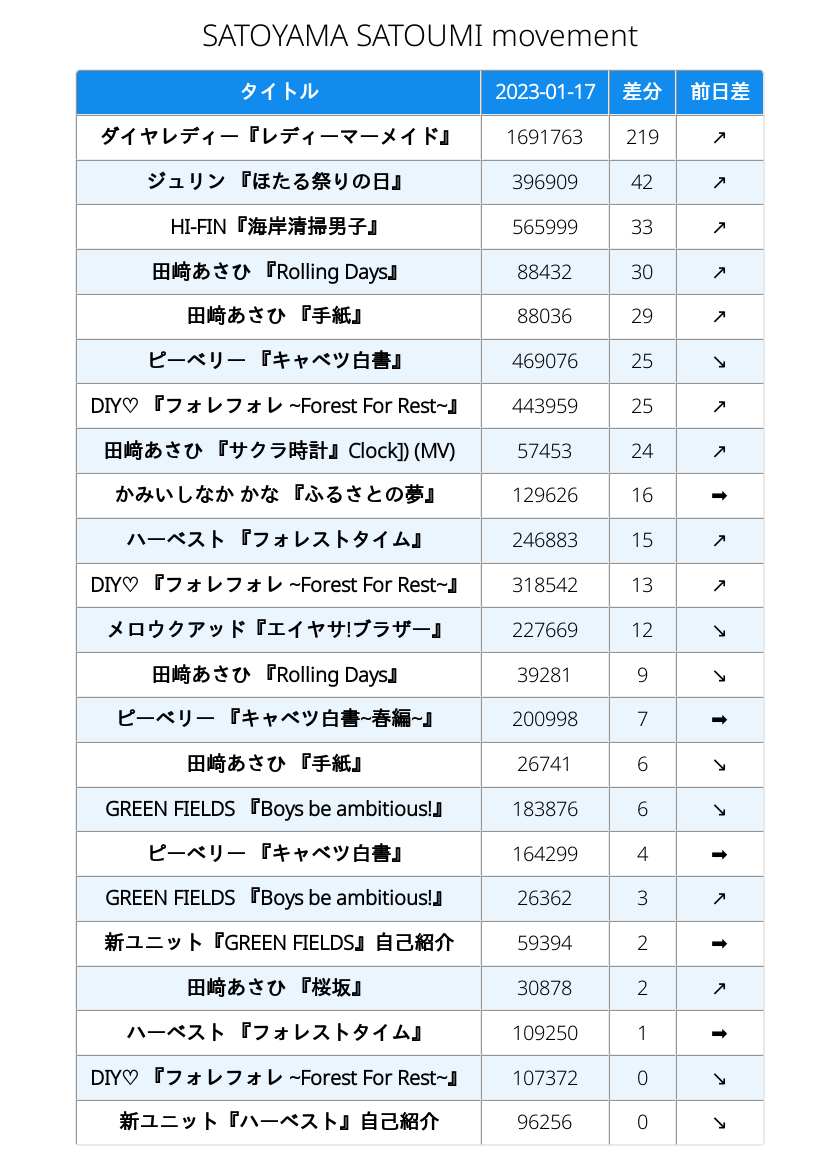 SATOYAMA SATOUMI movement
タイトル 2023-01-17 差分 前日差
ダイヤレディー『レディーマーメイド』 1691763 219 ↗
ジュリン 『ほたる祭りの日』 396909 42 ↗
HI-FIN『海岸清掃男子』 565999 33 ↗
田﨑あさひ 『Rolling Days』 88432 30 ↗
田﨑あさひ 『手紙』 88036 29 ↗
ピーベリー 『キャベツ白書』 469076 25 ↘
DIY♡ 『フォレフォレ ~Forest For Rest~』 443959 25 ↗
田﨑あさひ 『サクラ時計』Clock]) (MV) 57453 24 ↗
かみいしなか かな 『ふるさとの夢』 129626 16 ➡
ハーベスト 『フォレストタイム』 246883 15 ↗
DIY♡ 『フォレフォレ ~Forest For Rest~』 318542 13 ↗
メロウクアッド『エイヤサ!ブラザー』 227669 12 ↘
田﨑あさひ 『Rolling Days』 39281 9 ↘
ピーベリー 『キャベツ白書~春編~』 200998 7 ➡
田﨑あさひ 『手紙』 26741 6 ↘
GREEN FIELDS 『Boys be ambitious!』 183876 6 ↘
ピーベリー 『キャベツ白書』 164299 4 ➡
GREEN FIELDS 『Boys be ambitious!』 26362 3 ↗
新ユニット『GREEN FIELDS』自己紹介 59394 2 ➡
田﨑あさひ 『桜坂』 30878 2 ↗
ハーベスト 『フォレストタイム』 109250 1 ➡
DIY♡ 『フォレフォレ ~Forest For Rest~』 107372 0 ↘
新ユニット『ハーベスト』自己紹介 96256 0 ↘